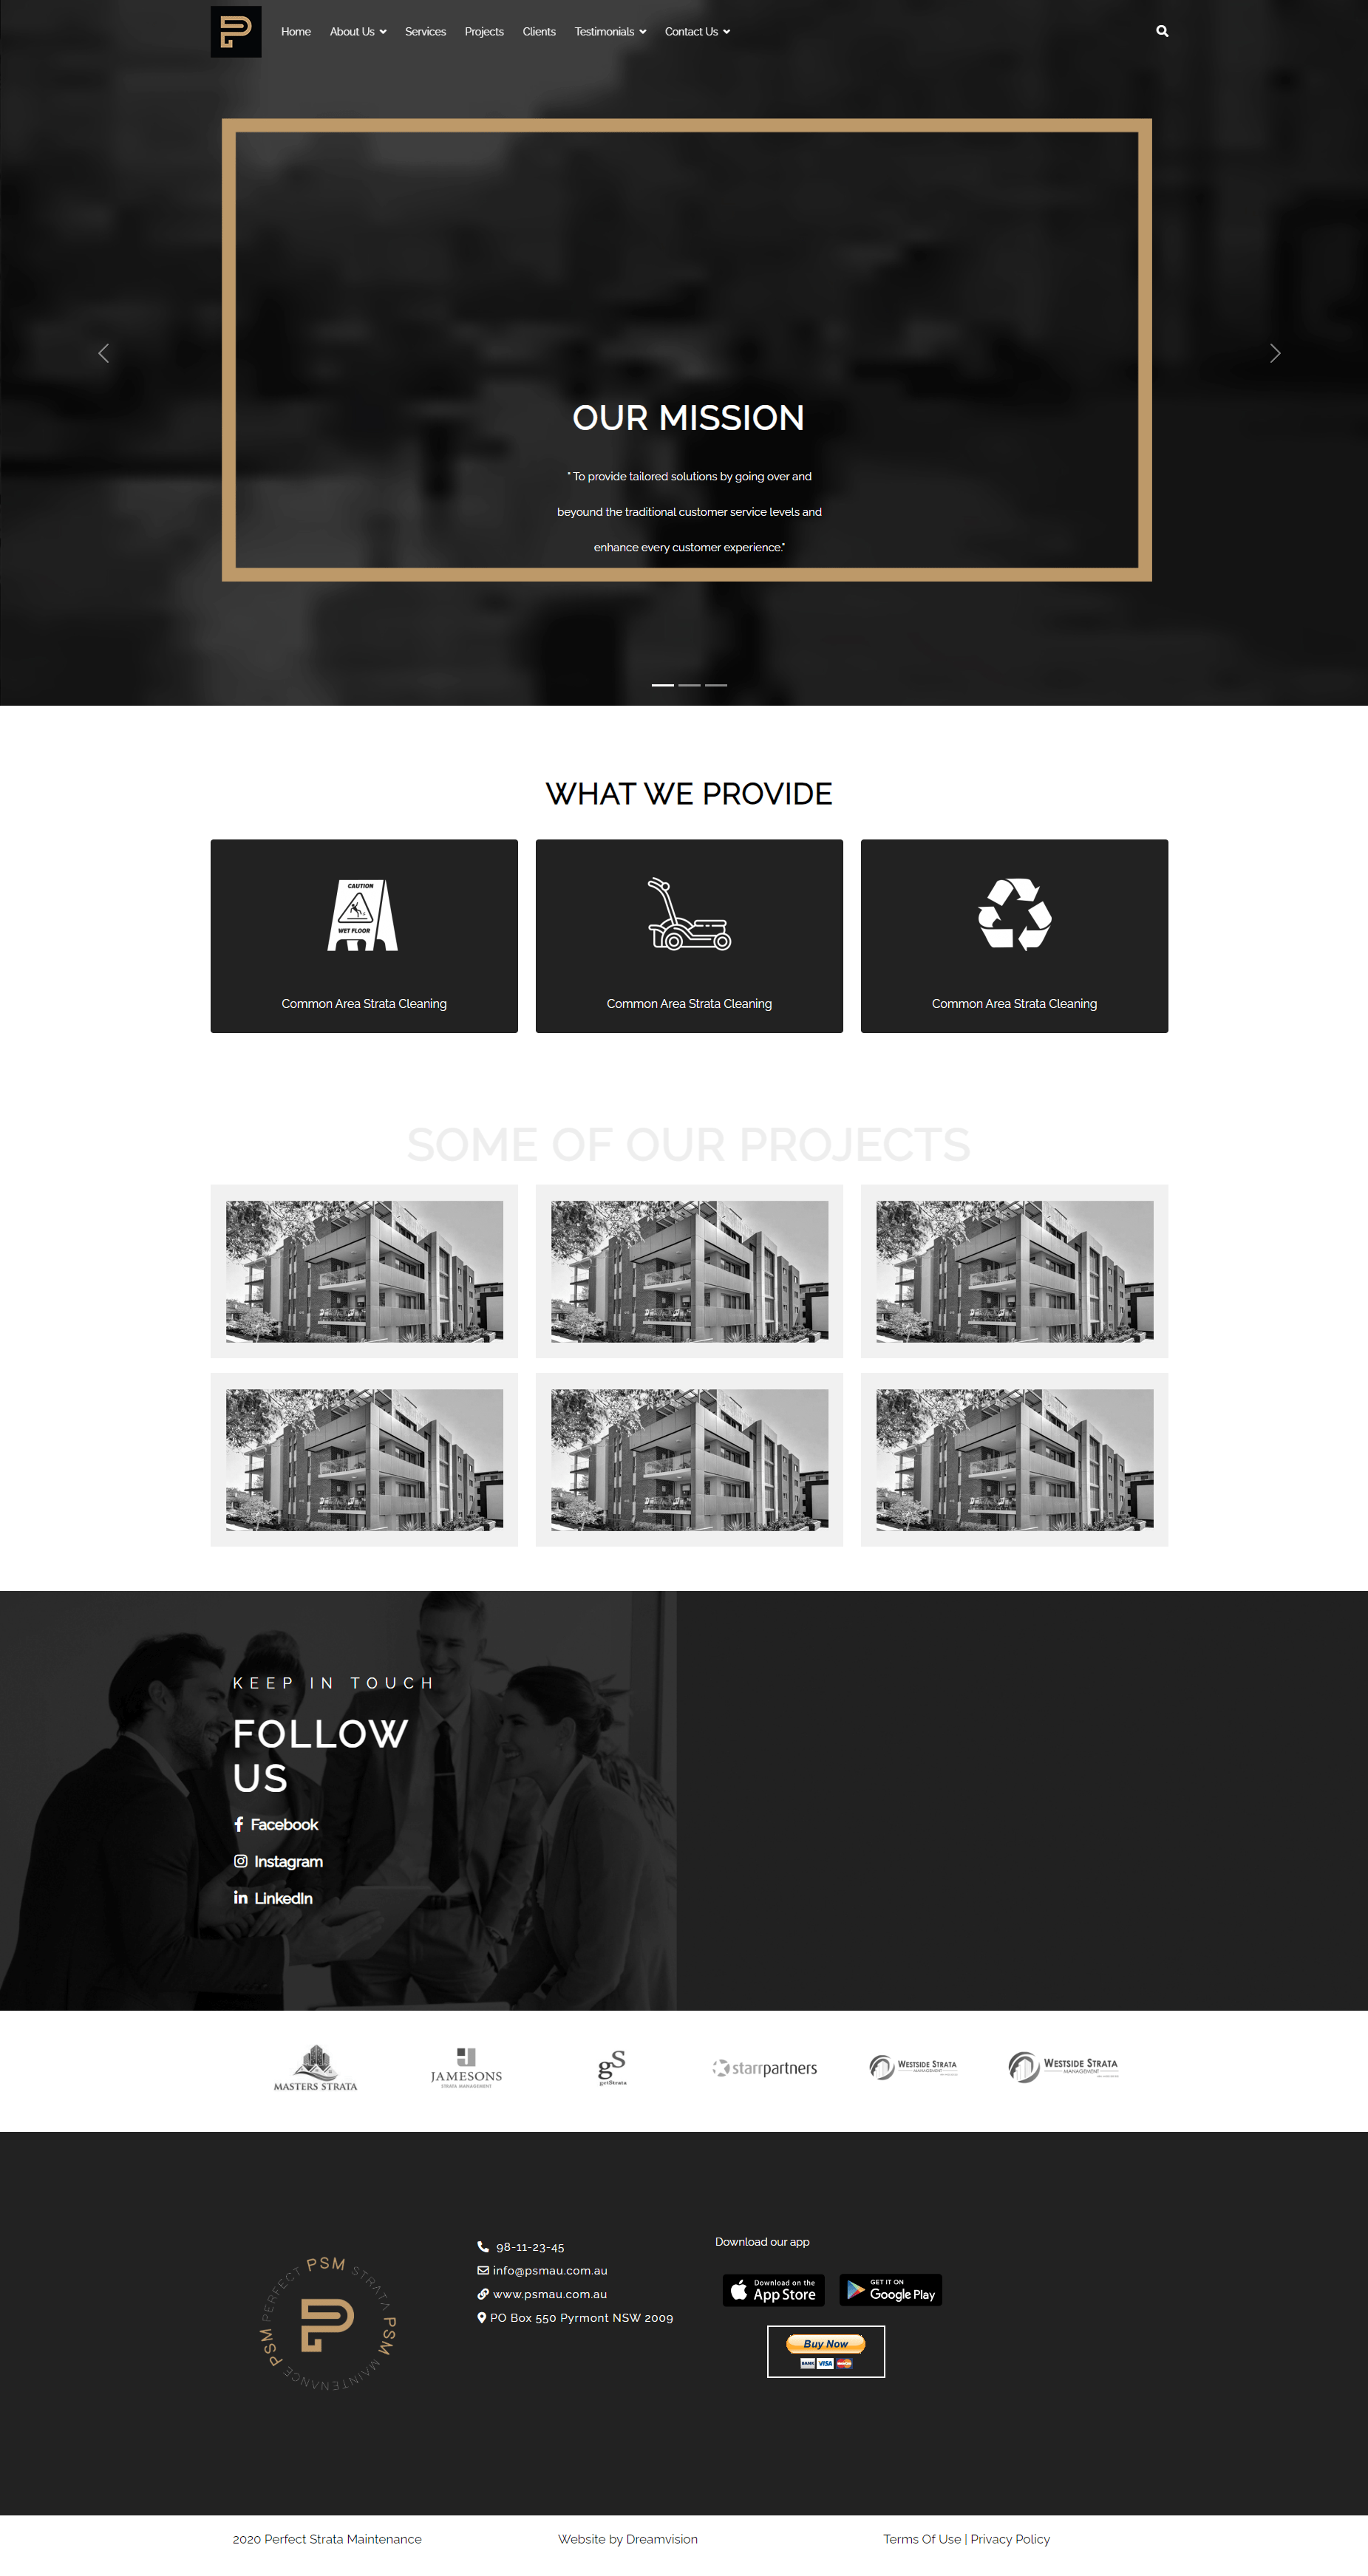 Home About Us Services Projects Clients Testimonials Contact Us
OUR MISSION
" To provide tailored solutions by going over and
beyound the traditional customer service levels and
enhance every customer experience."
WHAT WE PROVIDE
CAUTION
WET FLOOR
Common Area Strata Cleaning
Common Area Strata Cleaning
Common Area Strata Cleaning
SOME OF OUR PROJECTS
KEEP IN TOUCH
FOLLOW
US
Facebook
Instagram
LinkedIn
MASTERS STRATA
JAMESONS
STRATA MANAGEMENT
gS
getStrata
starrpartners
WESTSIDE STRATA
MANAGEMENT
WESTSIDE STRATA
MANAGEMENT
PSM STRATA PSM MAINTENANCE PSM PERFECT
98-11-23-45
info@psmau.com.au
www.psmau.com.au
PO Box 550 Pyrmont NSW 2009
Download our app
Download on the
App Store
GET IT ON
Google Play
Buy Now
BANK VISA
2020 Perfect Strata Maintenance
Website by Dreamvision
Terms Of Use | Privacy Policy